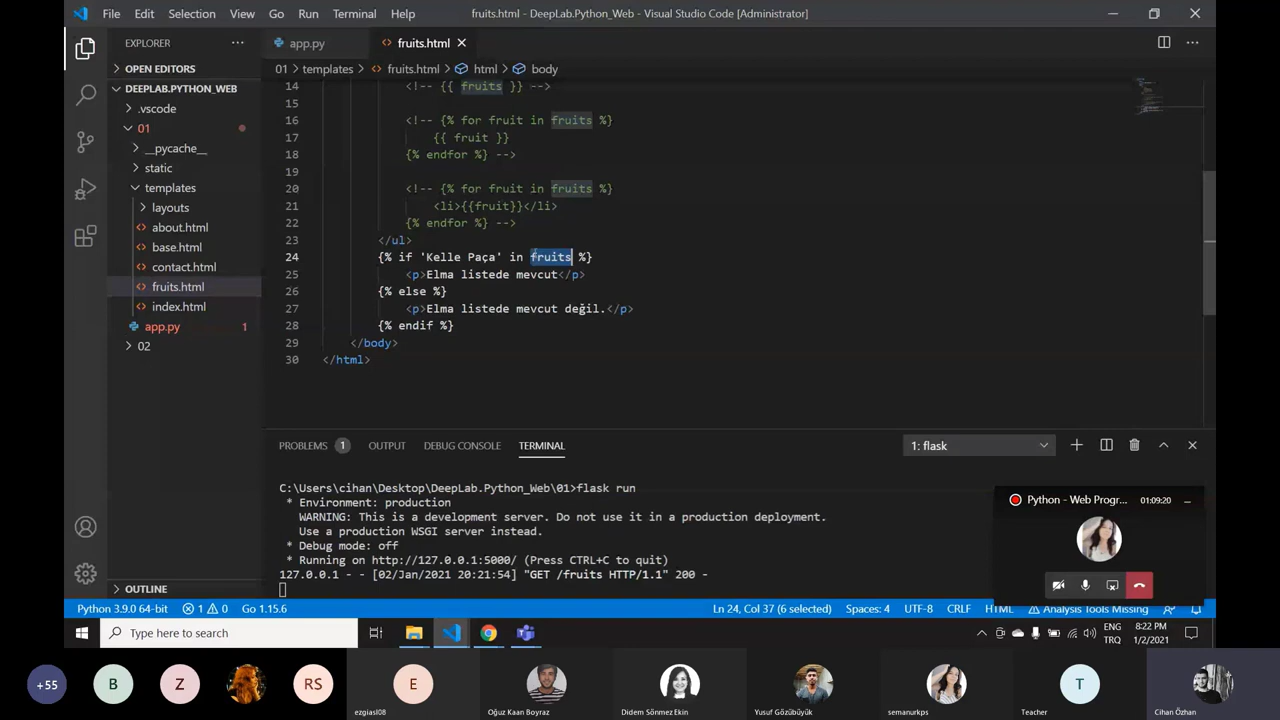 File Edit Selection View Go Run Terminal Help fruits.html - DeepLab.Python_Web - Visual Studio Code [Administrator]
EXPLORER
OPEN EDITORS
DEEPLAB.PYTHON_WEB
.vscode
01
__pycache__
static
templates
layouts
about.html
base.html
contact.html
fruits.html
index.html
app.py 1
02
OUTLINE
app.py fruits.html
01 > templates > fruits.html > html > body
14 <!-- {{ fruits }} -->
15
16 <!-- {% for fruit in fruits %}
17 {{ fruit }}
18 {% endfor %} -->
19
20 <!-- {% for fruit in fruits %}
21 <li>{{fruit}}</li>
22 {% endfor %} -->
23 </ul>
24 {% if 'Kelle Paça' in fruits %}
25 <p>Elma listede mevcut</p>
26 {% else %}
27 <p>Elma listede mevcut değil.</p>
28 {% endif %}
29 </body>
30 </html>
PROBLEMS 1 OUTPUT DEBUG CONSOLE TERMINAL 1: flask
C:\Users\cihan\Desktop\DeepLab.Python_Web\01>flask run
* Environment: production
WARNING: This is a development server. Do not use it in a production deployment.
Use a production WSGI server instead.
* Debug mode: off
* Running on http://127.0.0.1:5000/ (Press CTRL+C to quit)
127.0.0.1 - - [02/Jan/2021 20:21:54] "GET /fruits HTTP/1.1" 200 -
Python - Web Progr... 01:09:20
Python 3.9.0 64-bit 1 0 Go 1.15.6 Ln 24, Col 37 (6 selected) Spaces: 4 UTF-8 CRLF HTML Analysis Tools Missing
Type here to search
ENG 8:22 PM
TRQ 1/2/2021
+55 B Z RS E T
ezgiasl08 Oğuz Kaan Boyraz Didem Sönmez Ekin Yusuf Gözübüyük semanurkps Teacher Cihan Özhan